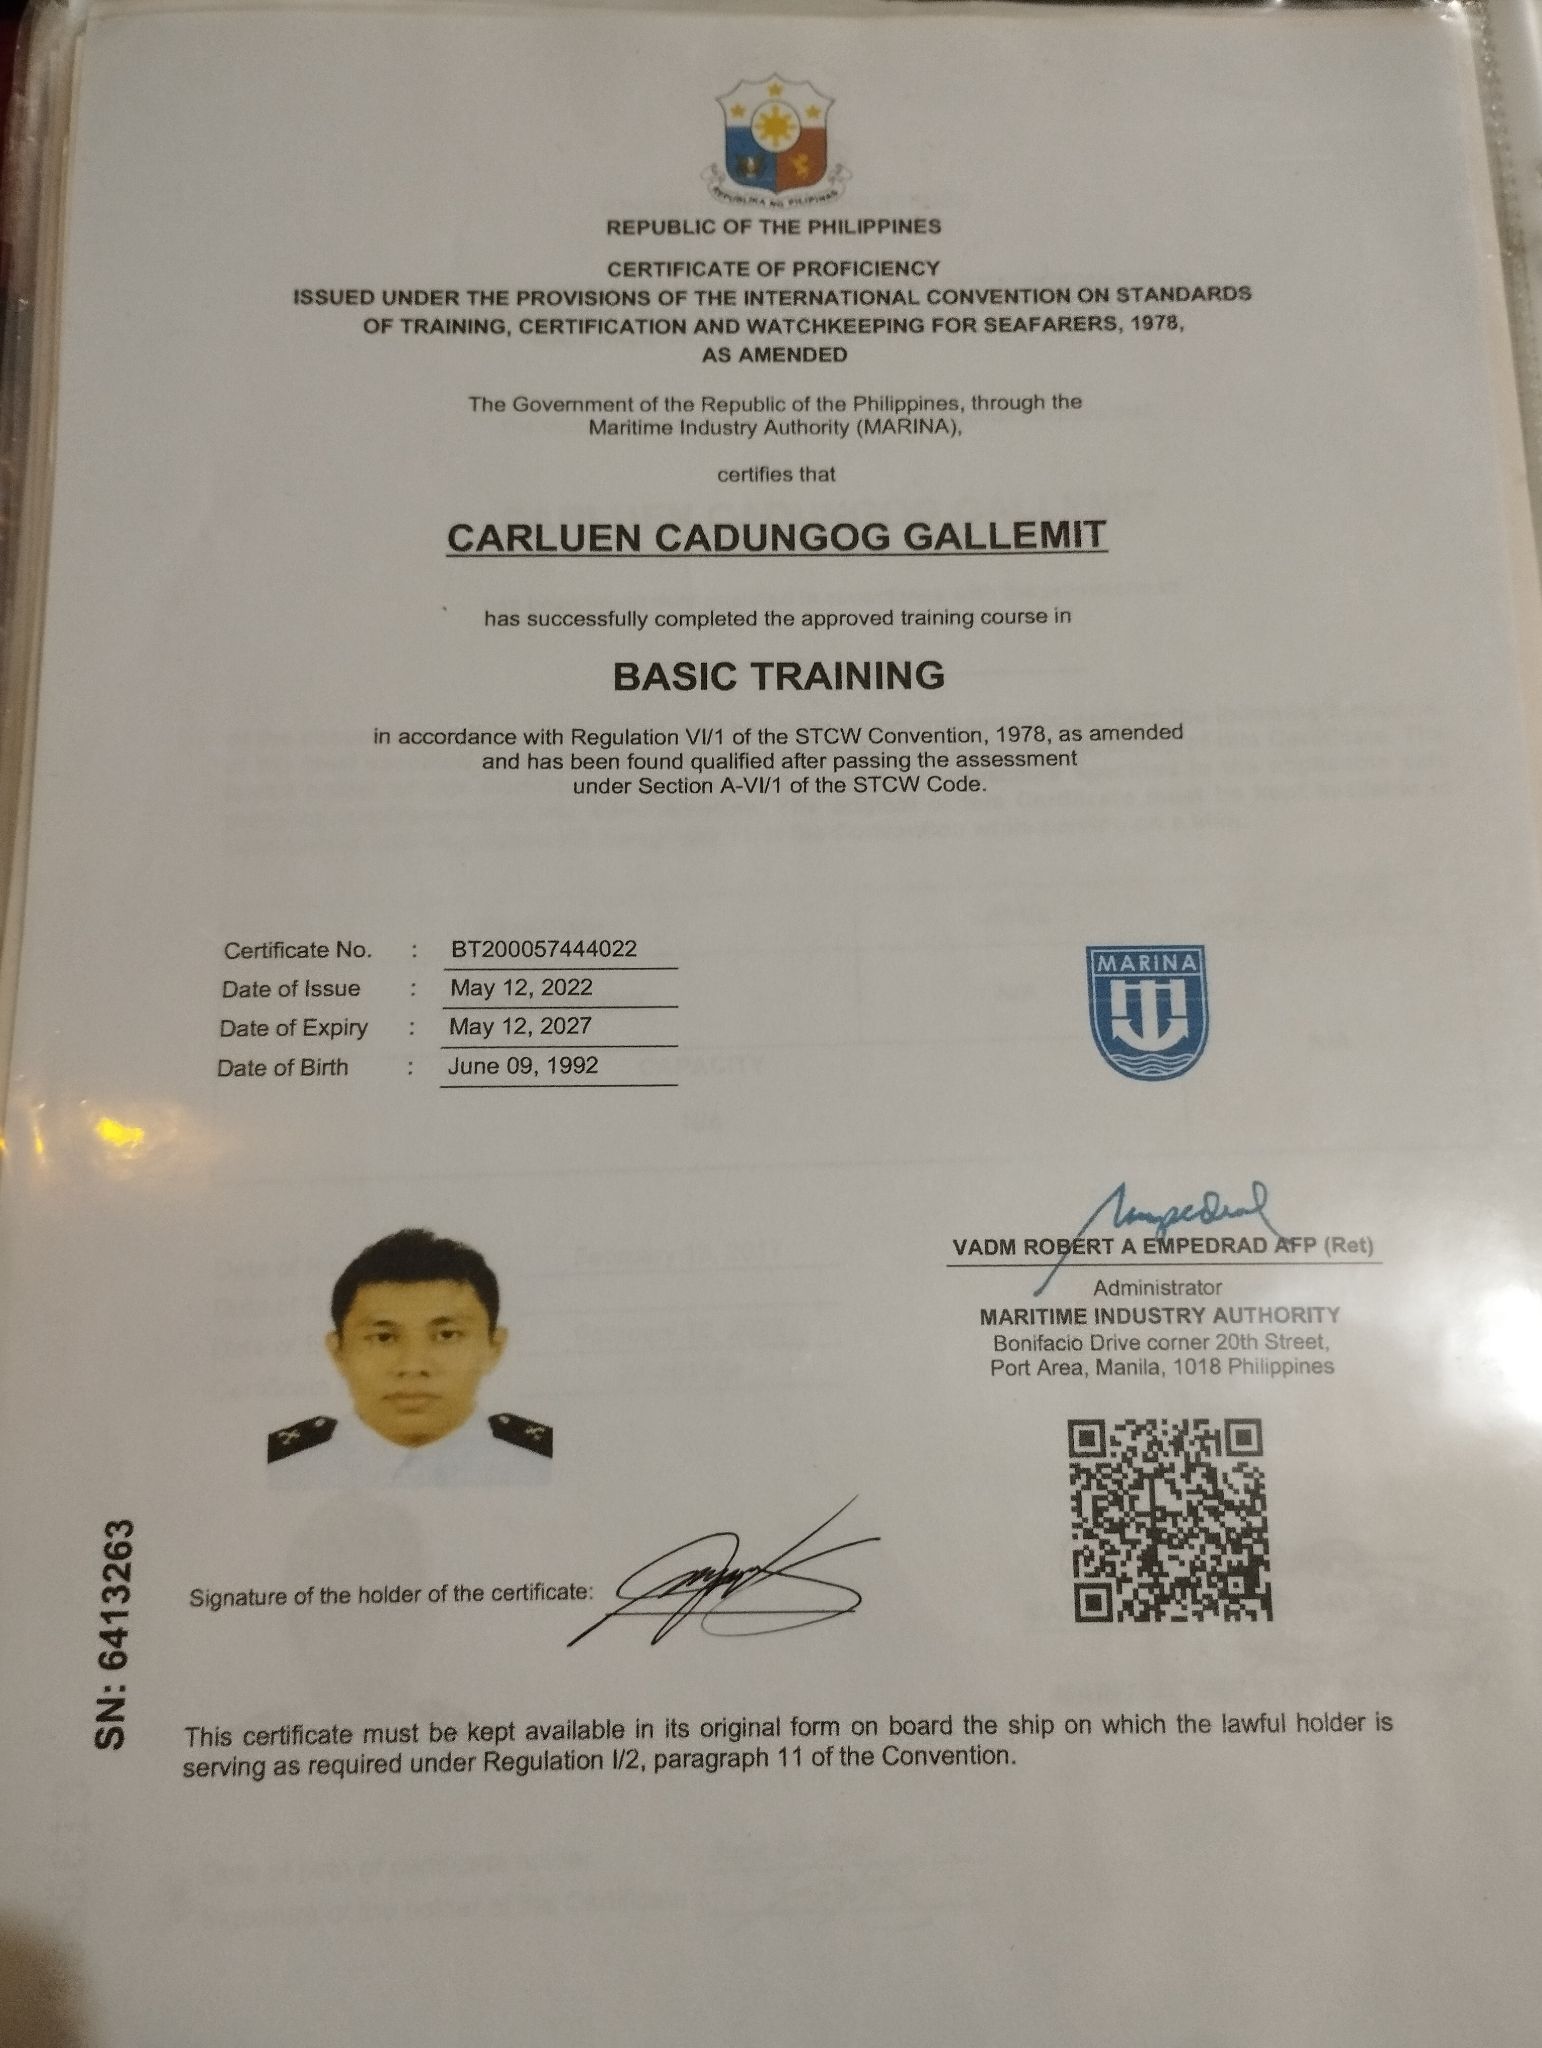 REPUBLIKA NG PILIPINAS
REPUBLIC OF THE PHILIPPINES
CERTIFICATE OF PROFICIENCY
ISSUED UNDER THE PROVISIONS OF THE INTERNATIONAL CONVENTION ON STANDARDS
OF TRAINING, CERTIFICATION AND WATCHKEEPING FOR SEAFARERS, 1978,
AS AMENDED
The Government of the Republic of the Philippines, through the
Maritime Industry Authority (MARINA),
certifies that
CARLUEN CADUNGOG GALLEMIT
has successfully completed the approved training course in
BASIC TRAINING
in accordance with Regulation VI/1 of the STCW Convention, 1978, as amended
and has been found qualified after passing the assessment
under Section A-VI/1 of the STCW Code.
Certificate No. : BT200057444022
Date of Issue : May 12, 2022
Date of Expiry : May 12, 2027
Date of Birth : June 09, 1992
MARINA
VADM ROBERT A EMPEDRAD AFP (Ret)
Administrator
MARITIME INDUSTRY AUTHORITY
Bonifacio Drive corner 20th Street,
Port Area, Manila, 1018 Philippines
Signature of the holder of the certificate:
SN: 6413263
This certificate must be kept available in its original form on board the ship on which the lawful holder is
serving as required under Regulation I/2, paragraph 11 of the Convention.